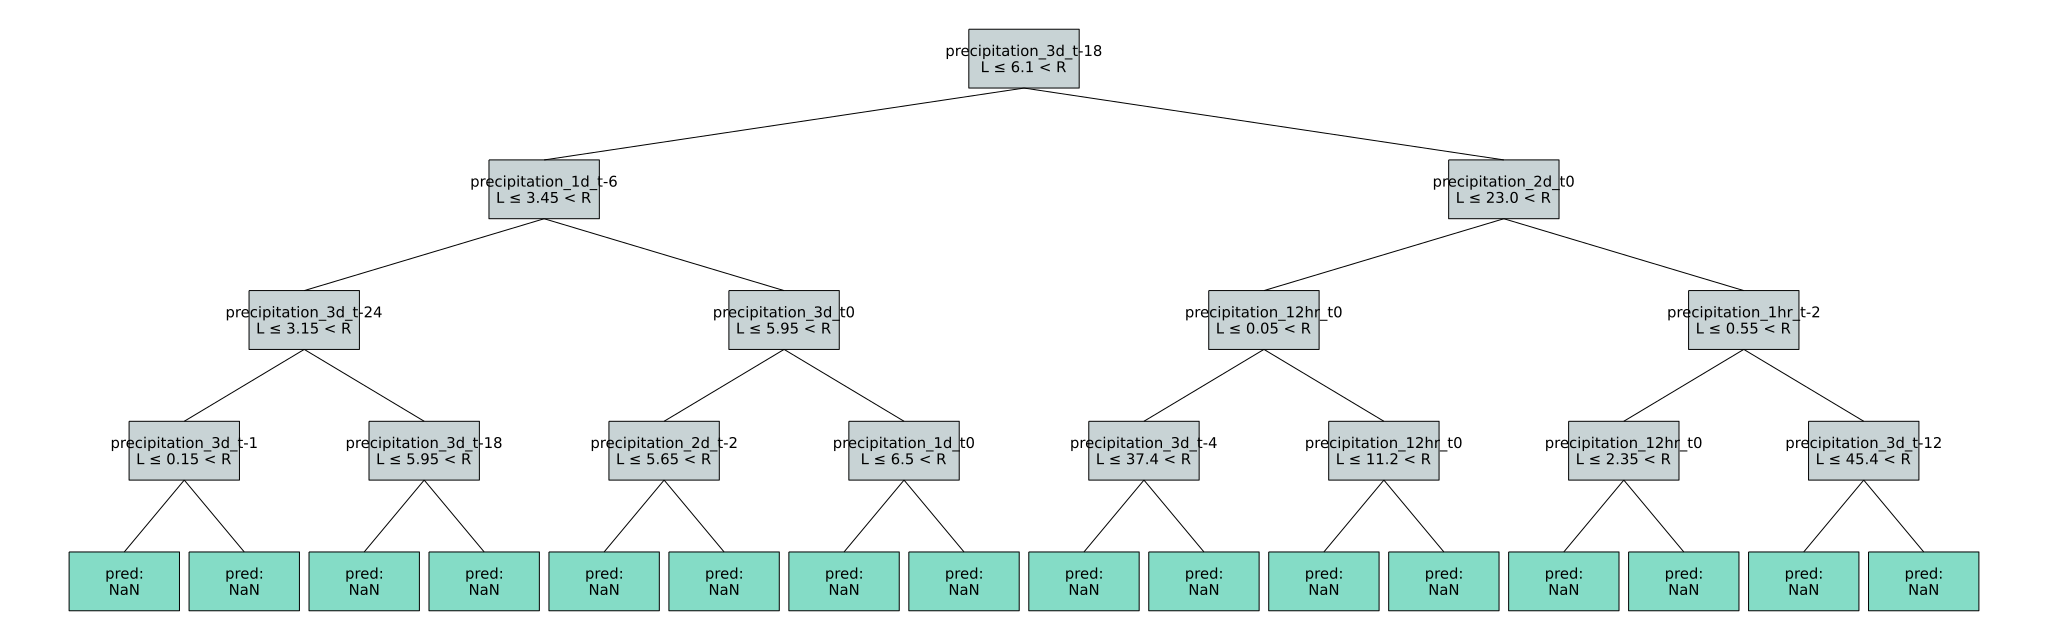 precipitation_3d_t-18
L ≤ 6.1 < R
precipitation_1d_t-6
L ≤ 3.45 < R
precipitation_2d_t0
L ≤ 23.0 < R
precipitation_3d_t-24
L ≤ 3.15 < R
precipitation_3d_t0
L ≤ 5.95 < R
precipitation_12hr_t0
L ≤ 0.05 < R
precipitation_1hr_t-2
L ≤ 0.55 < R
precipitation_3d_t-1
L ≤ 0.15 < R
precipitation_3d_t-18
L ≤ 5.95 < R
precipitation_2d_t-2
L ≤ 5.65 < R
precipitation_1d_t0
L ≤ 6.5 < R
precipitation_3d_t-4
L ≤ 37.4 < R
precipitation_12hr_t0
L ≤ 11.2 < R
precipitation_12hr_t0
L ≤ 2.35 < R
precipitation_3d_t-12
L ≤ 45.4 < R
pred:
NaN
pred:
NaN
pred:
NaN
pred:
NaN
pred:
NaN
pred:
NaN
pred:
NaN
pred:
NaN
pred:
NaN
pred:
NaN
pred:
NaN
pred:
NaN
pred:
NaN
pred:
NaN
pred:
NaN
pred:
NaN